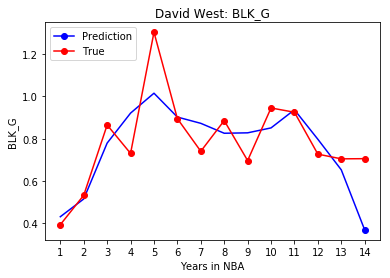 David West: BLK_G
Prediction
True
BLK_G
1.2
1.0
0.8
0.6
0.4
1 2 3 4 5 6 7 8 9 10 11 12 13 14
Years in NBA